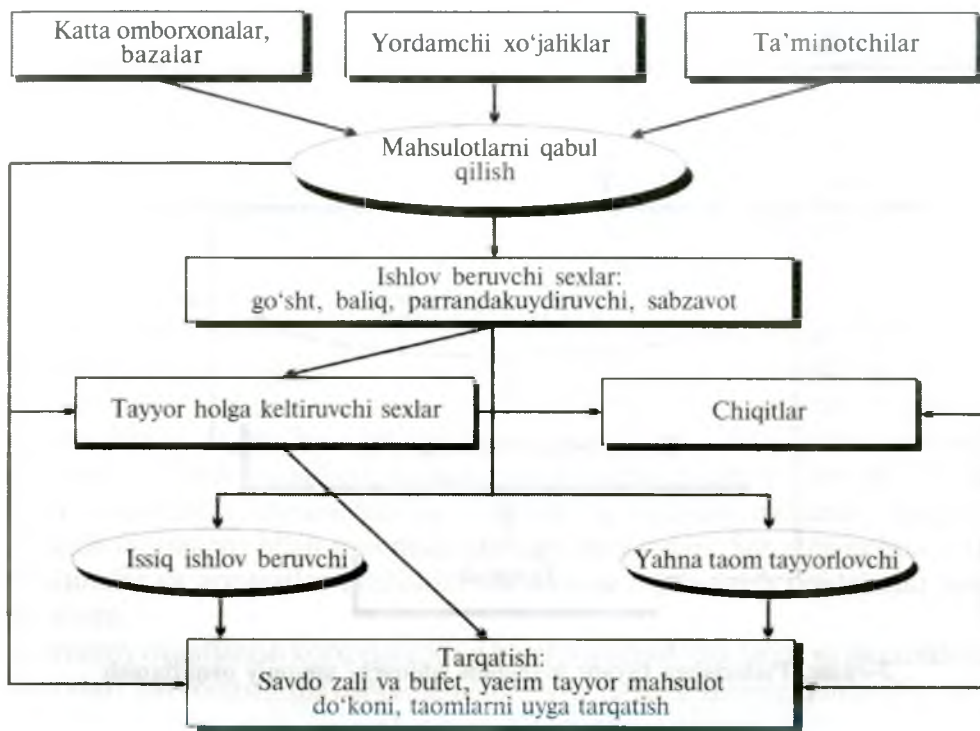 Katta omborxonalar,
bazalar
Yordamchi xo‘jaliklar
Ta’minotchilar
Mahsulotlarni qabul
qilish
Ishlov beruvchi sexlar:
go‘sht, baliq, parrandakuydiruvchi, sabzavot
Tayyor holga keltiruvchi sexlar
Chiqitlar
Issiq ishlov beruvchi
Yahna taom tayyorlovchi
Tarqatish:
Savdo zali va bufet, yaeim tayyor mahsulot
do‘koni, taomlarni uyga tarqatish